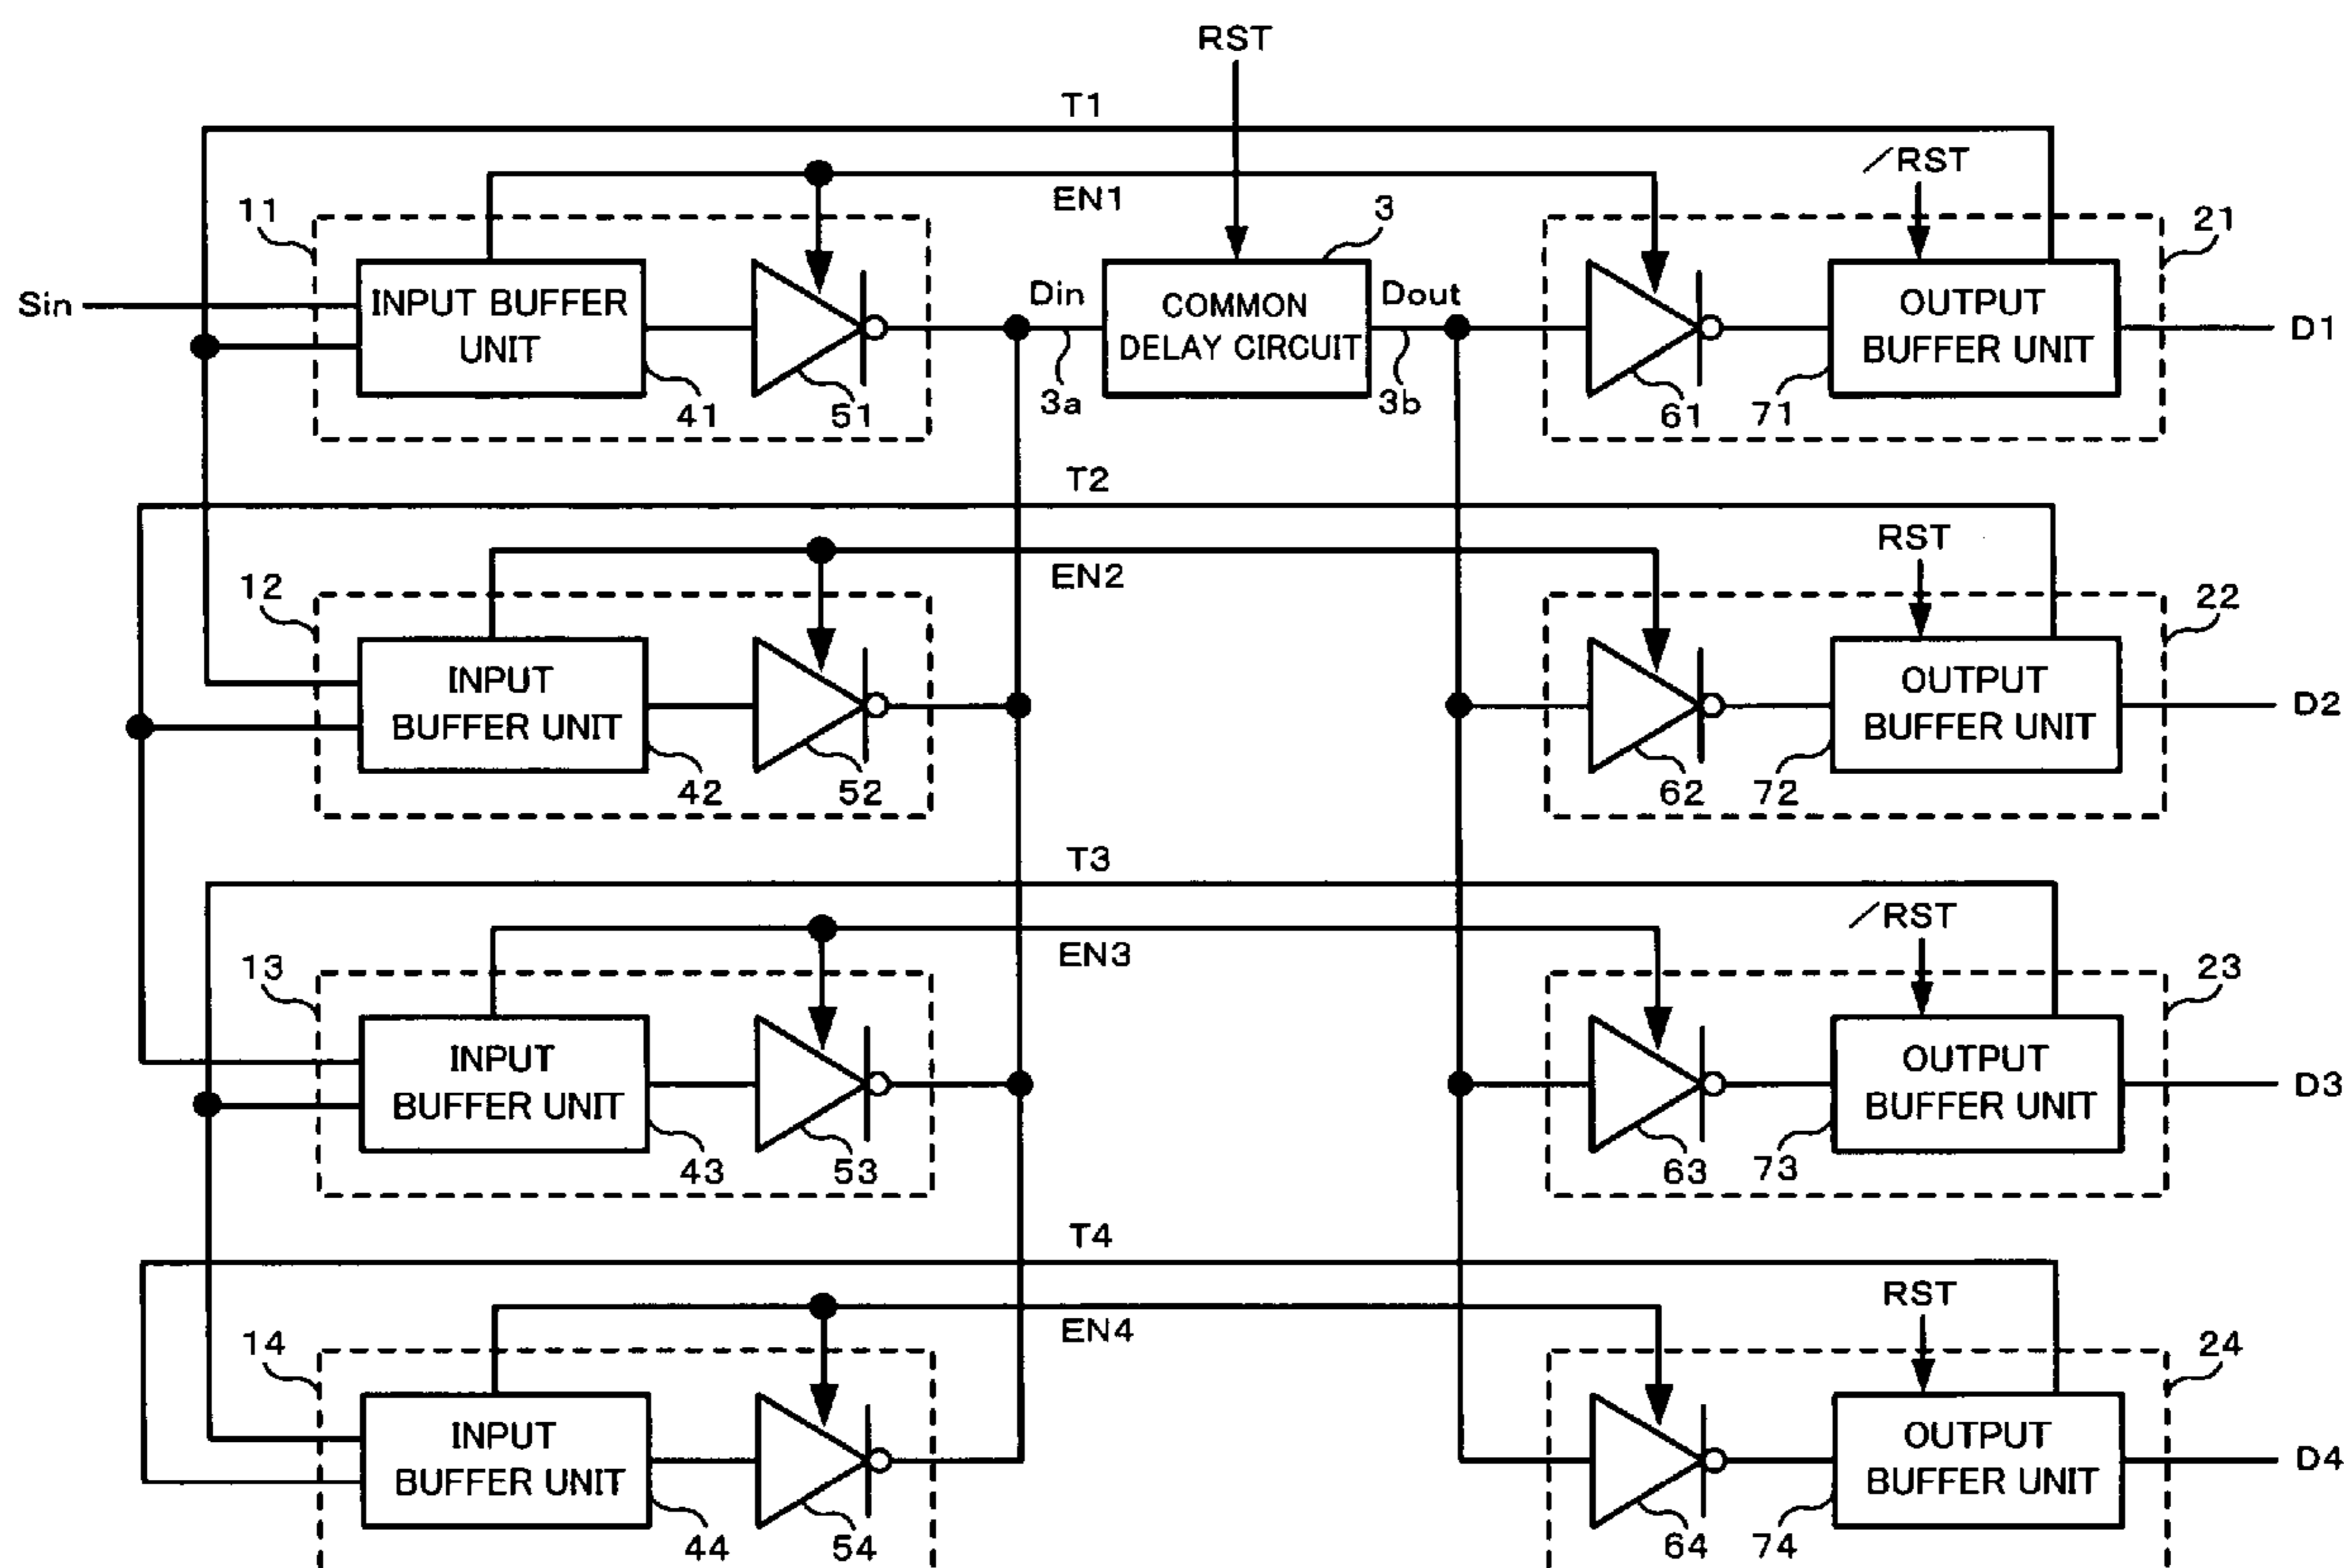 RST
T1
/RST
EN1
11
3
21
Sin
INPUT BUFFER
UNIT
Din
COMMON
DELAY CIRCUIT
Dout
OUTPUT
BUFFER UNIT
D1
41
51
3a
3b
61
71
T2
RST
EN2
12
22
INPUT
BUFFER UNIT
OUTPUT
BUFFER UNIT
D2
42
52
62
72
T3
/RST
EN3
13
23
INPUT
BUFFER UNIT
OUTPUT
BUFFER UNIT
D3
43
53
63
73
T4
RST
EN4
14
24
INPUT
BUFFER UNIT
OUTPUT
BUFFER UNIT
D4
44
54
64
74